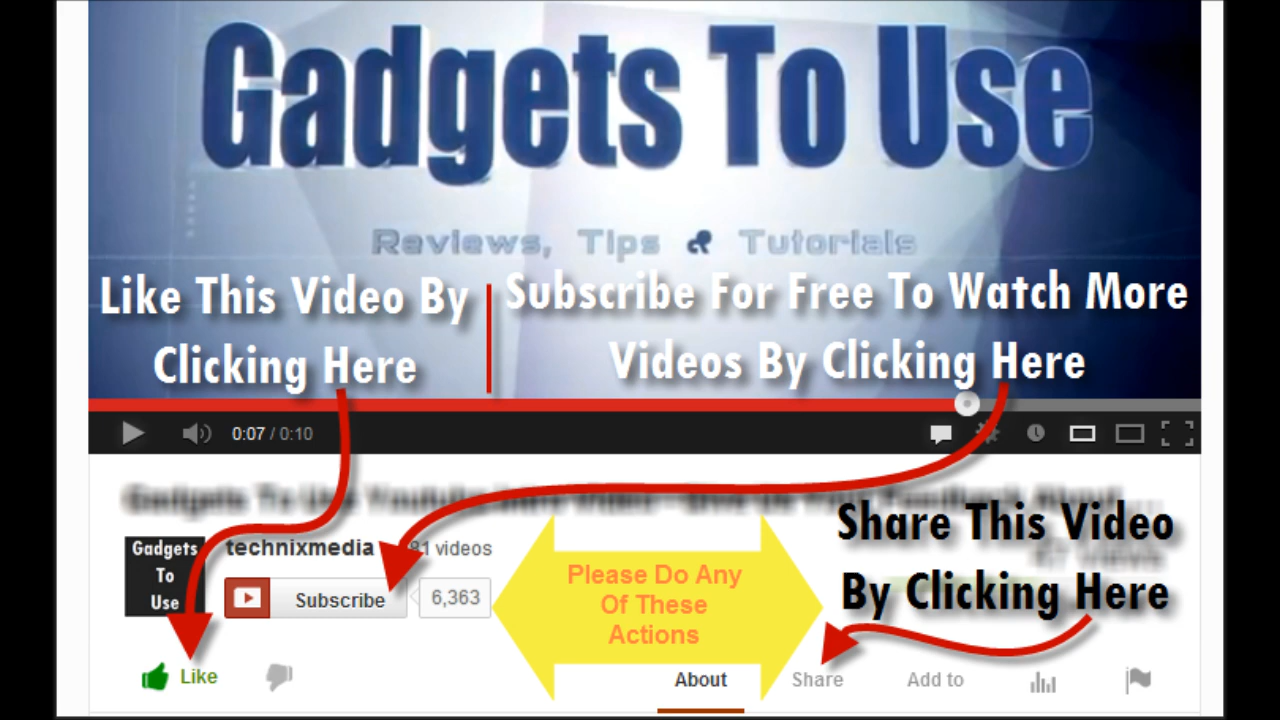 Gadgets To Use
Reviews, Tips & Tutorials
Like This Video By
Clicking Here
Subscribe For Free To Watch More
Videos By Clicking Here
0:07 / 0:10
Share This Video
By Clicking Here
Gadgets
To
Use
technixmedia
81 videos
Subscribe
6,363
Please Do Any
Of These
Actions
Like
About
Share
Add to